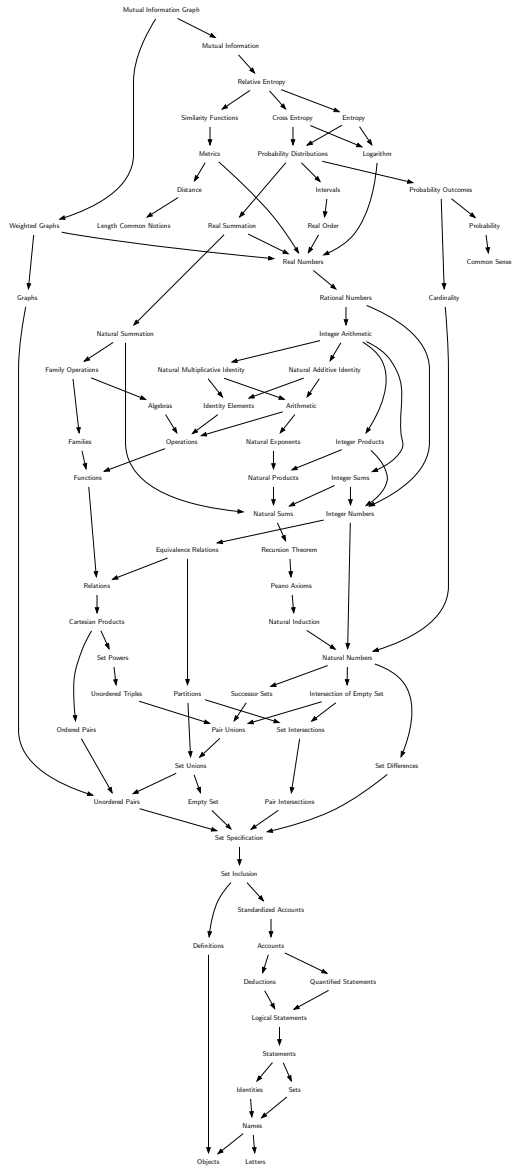 Mutual Information Graph
Mutual Information
Relative Entropy
Similarity Functions
Cross Entropy
Entropy
Metrics
Probability Distributions
Logarithm
Distance
Intervals
Probability Outcomes
Weighted Graphs
Length Common Notions
Real Summation
Real Order
Probability
Real Numbers
Common Sense
Graphs
Rational Numbers
Cardinality
Natural Summation
Integer Arithmetic
Family Operations
Natural Multiplicative Identity
Natural Additive Identity
Algebras
Identity Elements
Arithmetic
Families
Operations
Natural Exponents
Integer Products
Functions
Natural Products
Integer Sums
Natural Sums
Integer Numbers
Equivalence Relations
Recursion Theorem
Relations
Peano Axioms
Cartesian Products
Natural Induction
Set Powers
Natural Numbers
Unordered Triples
Partitions
Successor Sets
Intersection of Empty Set
Ordered Pairs
Pair Unions
Set Intersections
Set Unions
Set Differences
Unordered Pairs
Empty Set
Pair Intersections
Set Specification
Set Inclusion
Standardized Accounts
Definitions
Accounts
Deductions
Quantified Statements
Logical Statements
Statements
Identities
Sets
Names
Objects
Letters